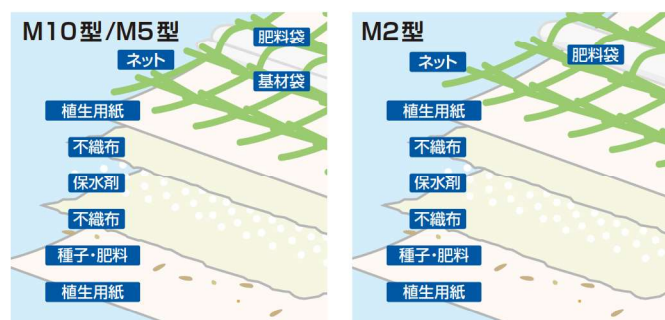 M10型/M5型
肥料袋
ネット
基材袋
植生用紙
不織布
保水剤
不織布
種子・肥料
植生用紙
M2型
肥料袋
ネット
植生用紙
不織布
保水剤
不織布
種子・肥料
植生用紙